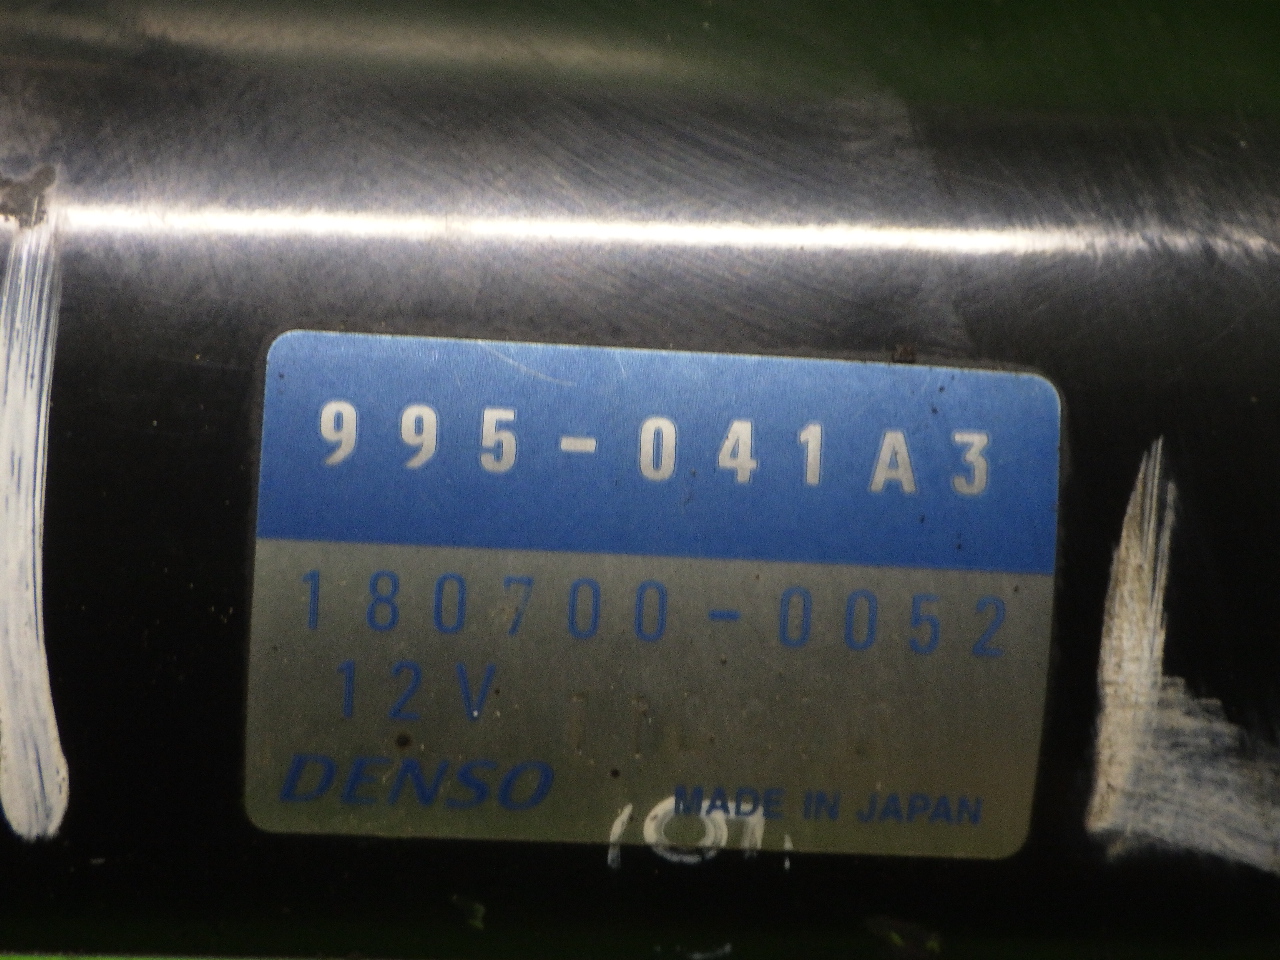 995-041A3
180700-0052
12V
DENSO MADE IN JAPAN